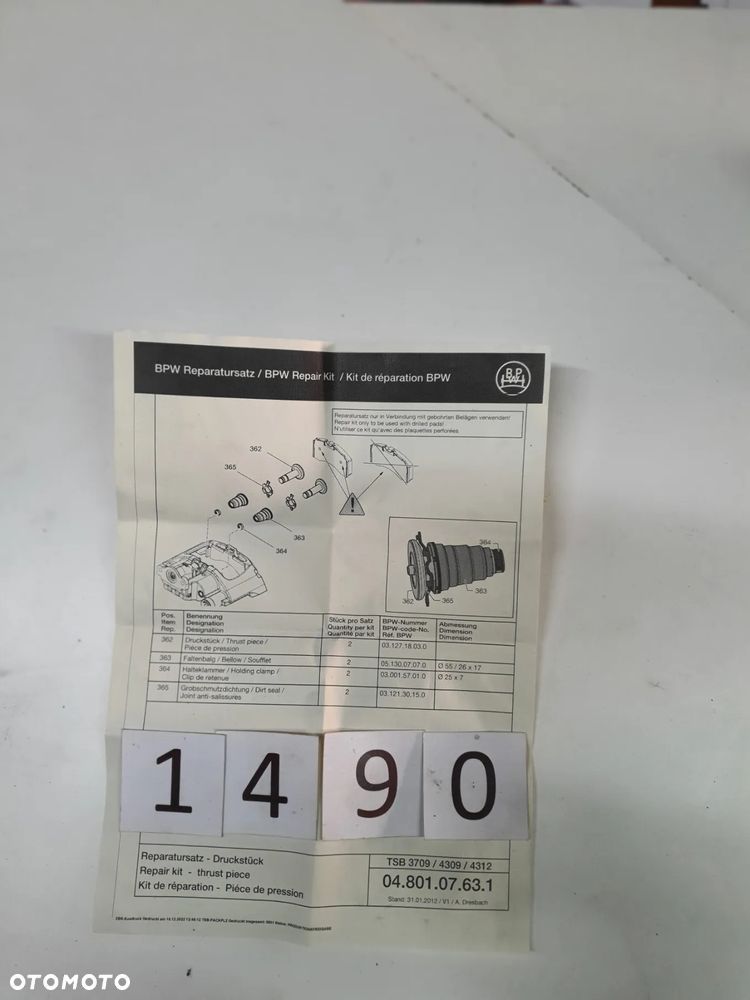 BPW Reparatursatz / BPW Repair Kit / Kit de réparation BPW
BPW
Reparatursatz nur in Verbindung mit gebohrten Belägen verwenden!
Repair kit only to be used with drilled pads!
N'utiliser ce kit qu'avec des plaquettes perforées.
362
365
363
364
364
363
362
365
Pos. Benennung Stück pro Satz BPW-Nummer Abmessung
Item Designation Quantity per kit BPW-code-No. Dimension
Rep. Désignation Quantité par kit Réf. BPW Dimension
362 Druckstück / Thrust piece / 2 03.127.18.03.0
Pièce de pression
363 Faltenbalg / Bellow / Soufflet 2 05.130.07.07.0 Ø 55 / 26 x 17
364 Halteklammer / Holding clamp / 2 03.001.57.01.0 Ø 25 x 7
Clip de retenue
365 Grobschmutzdichtung / Dirt seal / 2 03.121.30.15.0
Joint anti-salissures
1490
Reparatursatz - Druckstück TSB 3709 / 4309 / 4312
Repair kit - thrust piece 04.801.07.63.1
Kit de réparation - Piéce de pression Stand: 31.01.2012 / V1 / A. Dresbach
OTOMOTO